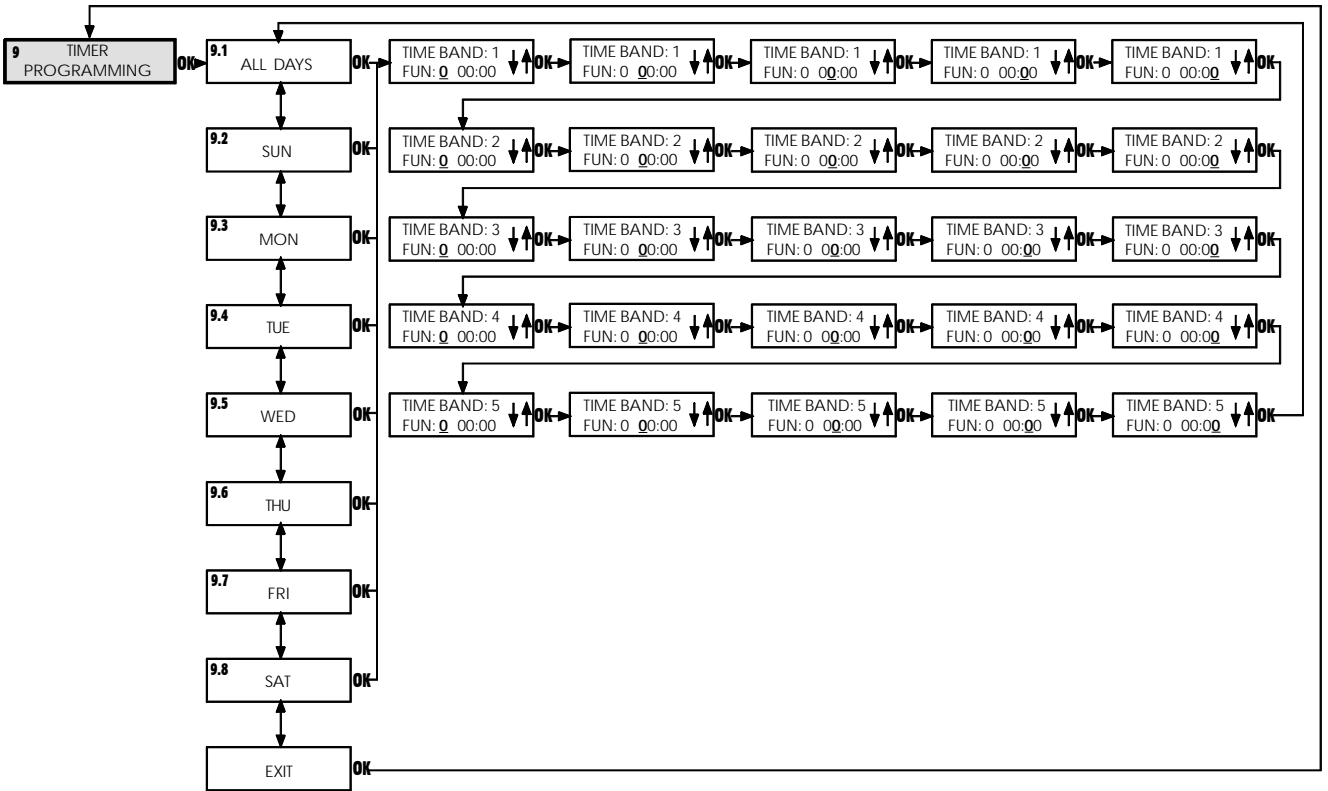 9
TIMER
PROGRAMMING
OK
9.1
ALL DAYS
OK
TIME BAND: 1
FUN: 0 00:00
OK
TIME BAND: 1
FUN: 0 00:00
OK
TIME BAND: 1
FUN: 0 00:00
OK
TIME BAND: 1
FUN: 0 00:00
OK
TIME BAND: 1
FUN: 0 00:00
OK
9.2
SUN
OK
TIME BAND: 2
FUN: 0 00:00
OK
TIME BAND: 2
FUN: 0 00:00
OK
TIME BAND: 2
FUN: 0 00:00
OK
TIME BAND: 2
FUN: 0 00:00
OK
TIME BAND: 2
FUN: 0 00:00
OK
9.3
MON
OK
TIME BAND: 3
FUN: 0 00:00
OK
TIME BAND: 3
FUN: 0 00:00
OK
TIME BAND: 3
FUN: 0 00:00
OK
TIME BAND: 3
FUN: 0 00:00
OK
TIME BAND: 3
FUN: 0 00:00
OK
9.4
TUE
OK
TIME BAND: 4
FUN: 0 00:00
OK
TIME BAND: 4
FUN: 0 00:00
OK
TIME BAND: 4
FUN: 0 00:00
OK
TIME BAND: 4
FUN: 0 00:00
OK
TIME BAND: 4
FUN: 0 00:00
OK
9.5
WED
OK
TIME BAND: 5
FUN: 0 00:00
OK
TIME BAND: 5
FUN: 0 00:00
OK
TIME BAND: 5
FUN: 0 00:00
OK
TIME BAND: 5
FUN: 0 00:00
OK
TIME BAND: 5
FUN: 0 00:00
OK
9.6
THU
OK
9.7
FRI
OK
9.8
SAT
OK
EXIT
OK